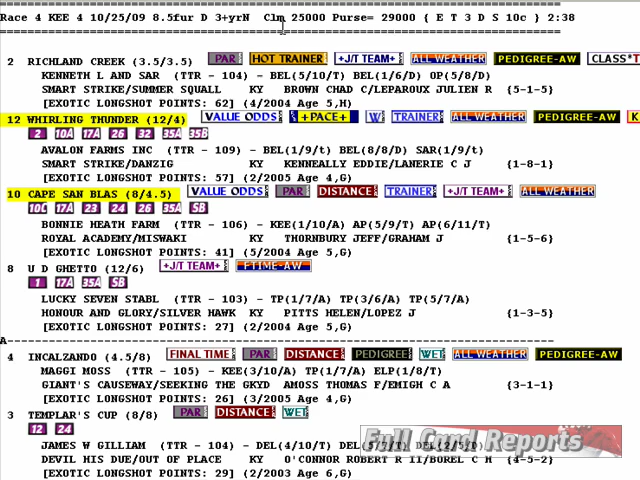 Race 4 KEE 4 10/25/09 8.5fur D 3+yrN Clm 25000 Purse= 29000 { E T 3 D S 10c } 2:38
2 RICHLAND CREEK (3.5/3.5) PAR HOT TRAINER +J/T TEAM+ ALL WEATHER PEDIGREE-AW CLASS*T
KENNETH L AND SAR (TTR - 104) - BEL(5/10/T) BEL(1/6/D) OP(5/8/D)
SMART STRIKE/SUMMER SQUALL KY BROWN CHAD C/LEPAROUX JULIEN R {5-1-5}
[EXOTIC LONGSHOT POINTS: 62] (4/2004 Age 5,H)
12 WHIRLING THUNDER (12/4) VALUE ODDS +PACE+ W TRAINER ALL WEATHER PEDIGREE-AW K
2 10A 17A 26 32 35A 35B
AVALON FARMS INC (TTR - 109) - BEL(1/9/t) BEL(8/8/D) SAR(1/9/t)
SMART STRIKE/DANZIG KY KENNEALLY EDDIE/LANERIE C J {1-8-1}
[EXOTIC LONGSHOT POINTS: 57] (2/2005 Age 4,G)
10 CAPE SAN BLAS (8/4.5) VALUE ODDS PAR DISTANCE TRAINER +J/T TEAM+ ALL WEATHER
10C 17A 23 24 26 35A 5B
BONNIE HEATH FARM (TTR - 106) - KEE(1/10/A) AP(5/9/T) AP(6/11/T)
ROYAL ACADEMY/MISWAKI KY THORNBURY JEFF/GRAHAM J {1-5-6}
[EXOTIC LONGSHOT POINTS: 41] (5/2004 Age 5,G)
8 U D GHETTO (12/6) +J/T TEAM+ FTIME-AW
1 17A 35A 5B
LUCKY SEVEN STABL (TTR - 103) - TP(1/7/A) TP(3/6/A) TP(5/7/A)
HONOUR AND GLORY/SILVER HAWK KY PITTS HELEN/LOPEZ J {1-3-5}
[EXOTIC LONGSHOT POINTS: 27] (2/2004 Age 5,G)
A
4 INCALZANDO (4.5/8) FINAL TIME PAR DISTANCE PEDIGREE WET ALL WEATHER PEDIGREE-AW
MAGGI MOSS (TTR - 105) - KEE(3/10/A) TP(1/7/A) ELP(1/8/T)
GIANT'S CAUSEWAY/SEEKING THE GKYD AMOSS THOMAS F/EMIGH C A {3-1-1}
[EXOTIC LONGSHOT POINTS: 26] (3/2005 Age 4,G)
3 TEMPLAR'S CUP (8/8) PAR DISTANCE WET
12 24
JAMES W GILLIAM (TTR - 104) - DEL(4/10/T) DEL(5/7/T) DEL(2/5/D)
DEVIL HIS DUE/OUT OF PLACE KY O'CONNOR ROBERT R II/BOREL C H {4-5-2}
[EXOTIC LONGSHOT POINTS: 29] (2/2003 Age 6,G)
Full Card Reports